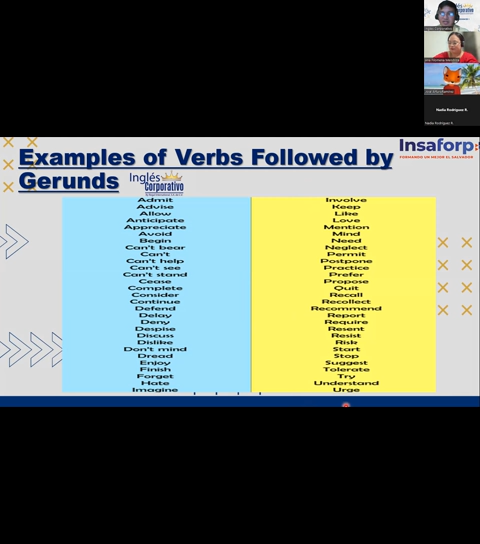 Nadia Rodriguez R.
Nadia Rodriguez R.
Examples of Verbs Followed by
Gerunds
Inglés
Corporativo
Insaforp
FORMANDO UN MEJOR EL SALVADOR
Admit
Advise
Allow
Anticipate
Appreciate
Avoid
Begin
Can't bear
Can't
Can't help
Can't see
Can't stand
Cease
Complete
Consider
Continue
Defend
Delay
Deny
Despise
Discuss
Dislike
Don't mind
Dread
Enjoy
Finish
Forget
Hate
Imagine
Involve
Keep
Like
Love
Mention
Mind
Need
Neglect
Permit
Postpone
Practice
Prefer
Propose
Quit
Recall
Recollect
Recommend
Report
Require
Resent
Resist
Risk
Start
Stop
Suggest
Tolerate
Try
Understand
Urge